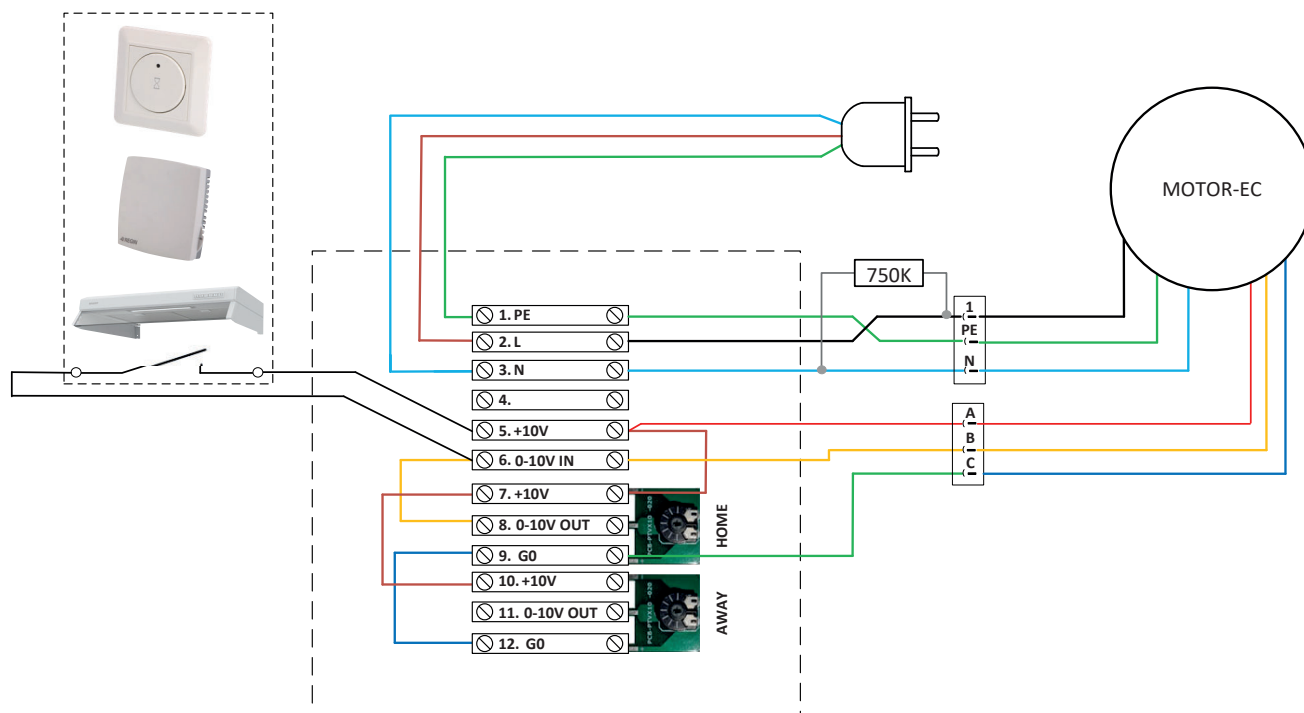 MOTOR-EC
750K
1. PE
2. L
3. N
4.
5. +10V
6. 0-10V IN
7. +10V
8. 0-10V OUT
9. G0
10. +10V
11. 0-10V OUT
12. G0
1
PE
N
A
B
C
HOME
AWAY